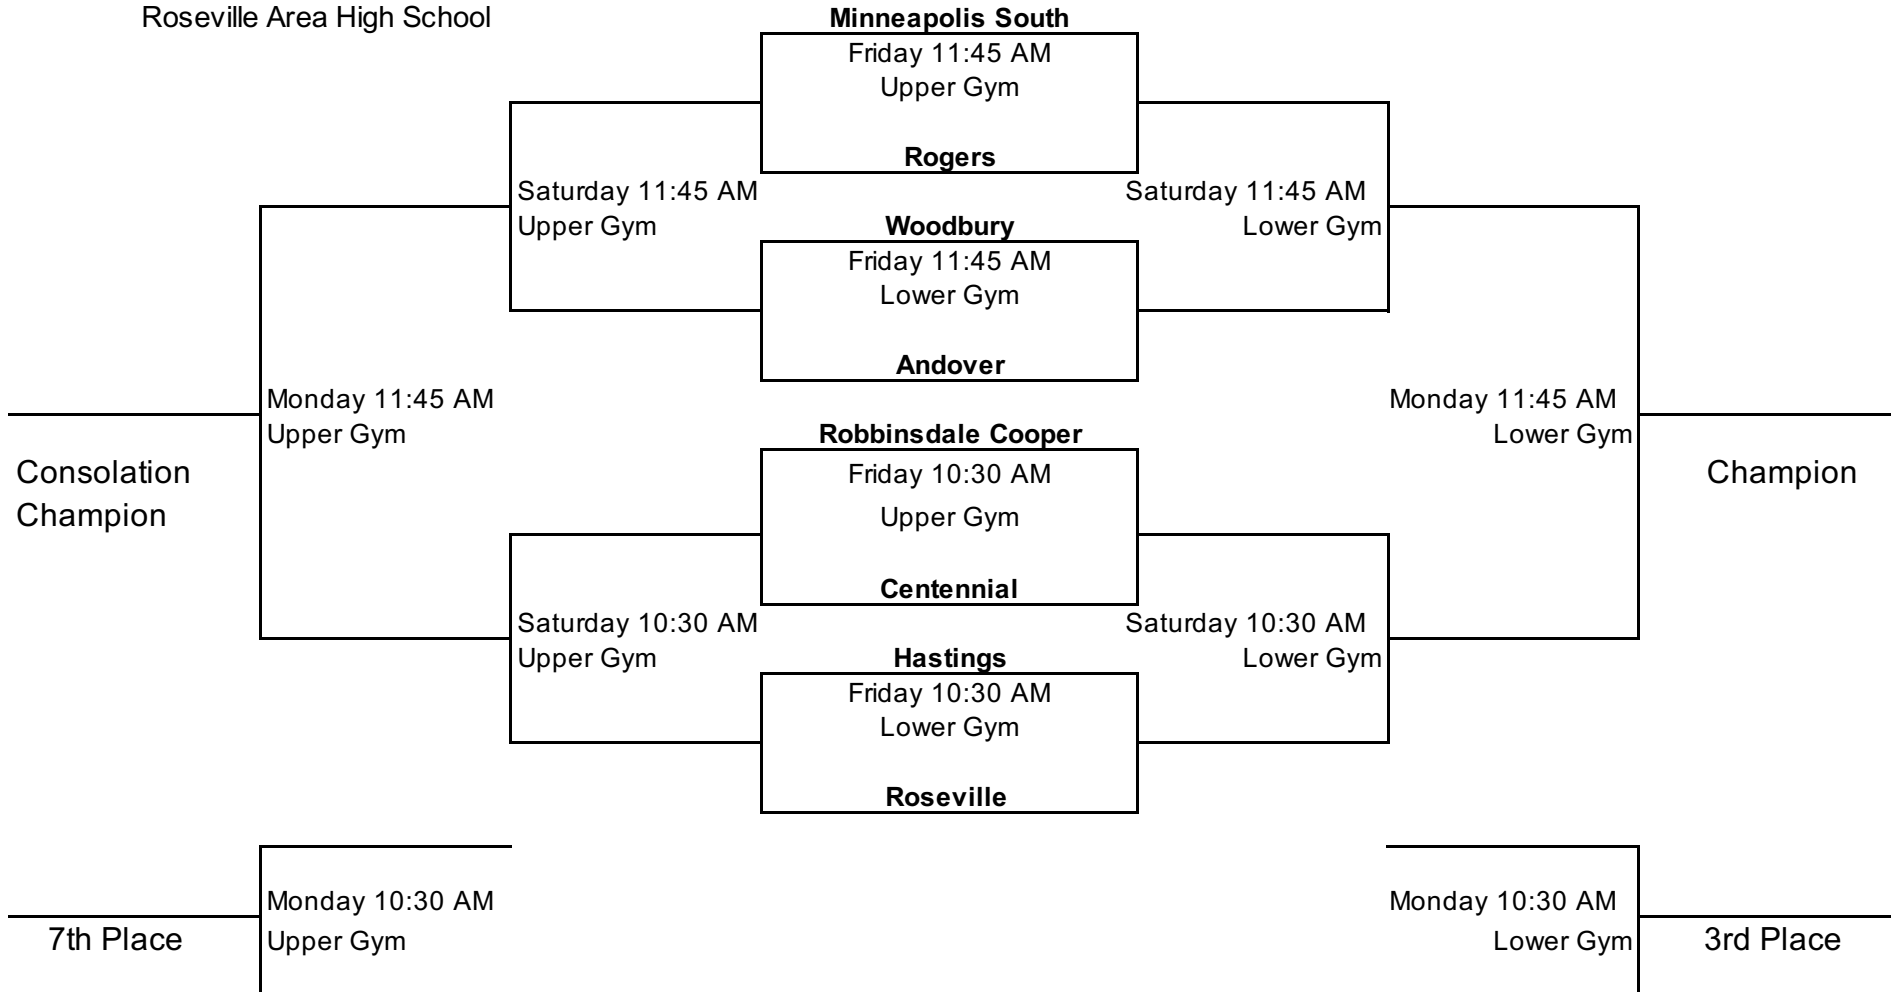 Roseville Area High School
Minneapolis South
Friday 11:45 AM
Upper Gym
Rogers
Saturday 11:45 AM
Upper Gym
Saturday 11:45 AM
Lower Gym
Woodbury
Friday 11:45 AM
Lower Gym
Andover
Monday 11:45 AM
Upper Gym
Monday 11:45 AM
Lower Gym
Robbinsdale Cooper
Friday 10:30 AM
Upper Gym
Centennial
Consolation
Champion
Champion
Saturday 10:30 AM
Upper Gym
Saturday 10:30 AM
Lower Gym
Hastings
Friday 10:30 AM
Lower Gym
Roseville
Monday 10:30 AM
Upper Gym
7th Place
Monday 10:30 AM
Lower Gym
3rd Place